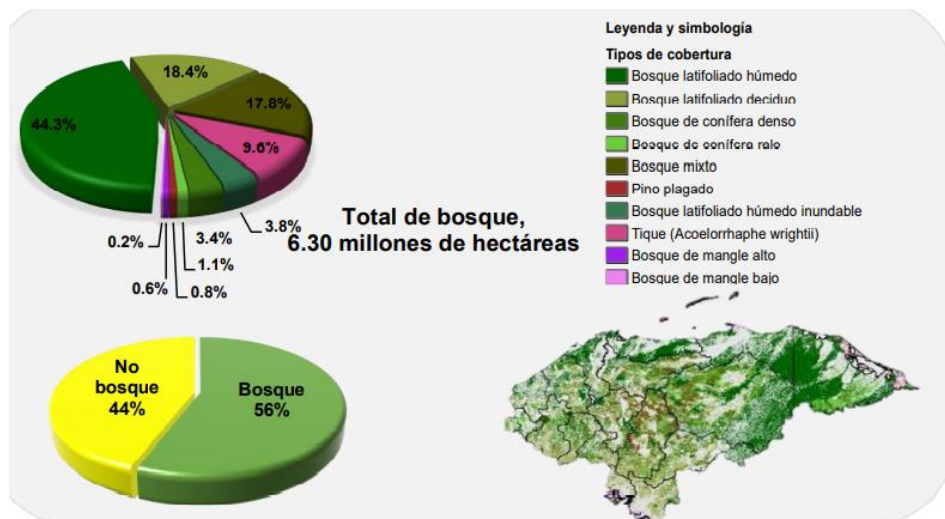 18.4%
17.8%
44.3%
9.6%
3.8%
3.4%
0.2%
1.1%
0.6%
0.8%
Total de bosque,
6.30 millones de hectáreas
No
bosque
44%
Bosque
56%
Leyenda y simbología
Tipos de cobertura
Bosque latifoliado húmedo
Bosque latifoliado deciduo
Bosque de conífera denso
Bosque de conífera ralo
Bosque mixto
Pino plagado
Bosque latifoliado húmedo inundable
Tique (Acoelorrhaphe wrightii)
Bosque de mangle alto
Bosque de mangle bajo